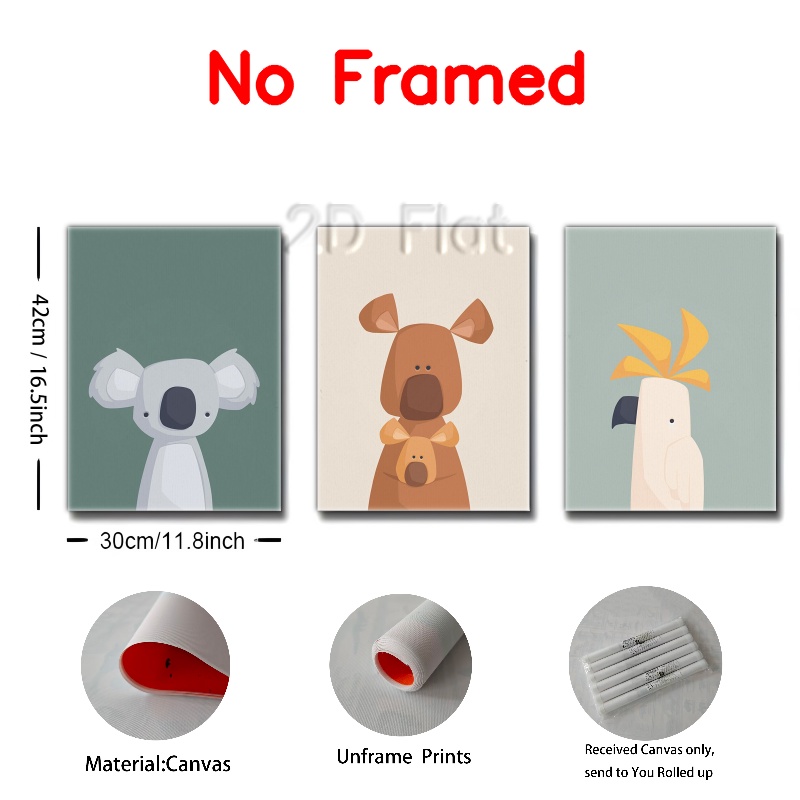 No Framed
2D Flat
42cm / 16.5inch
30cm/11.8inch
Material:Canvas
Unframe Prints
Received Canvas only,
send to You Rolled up